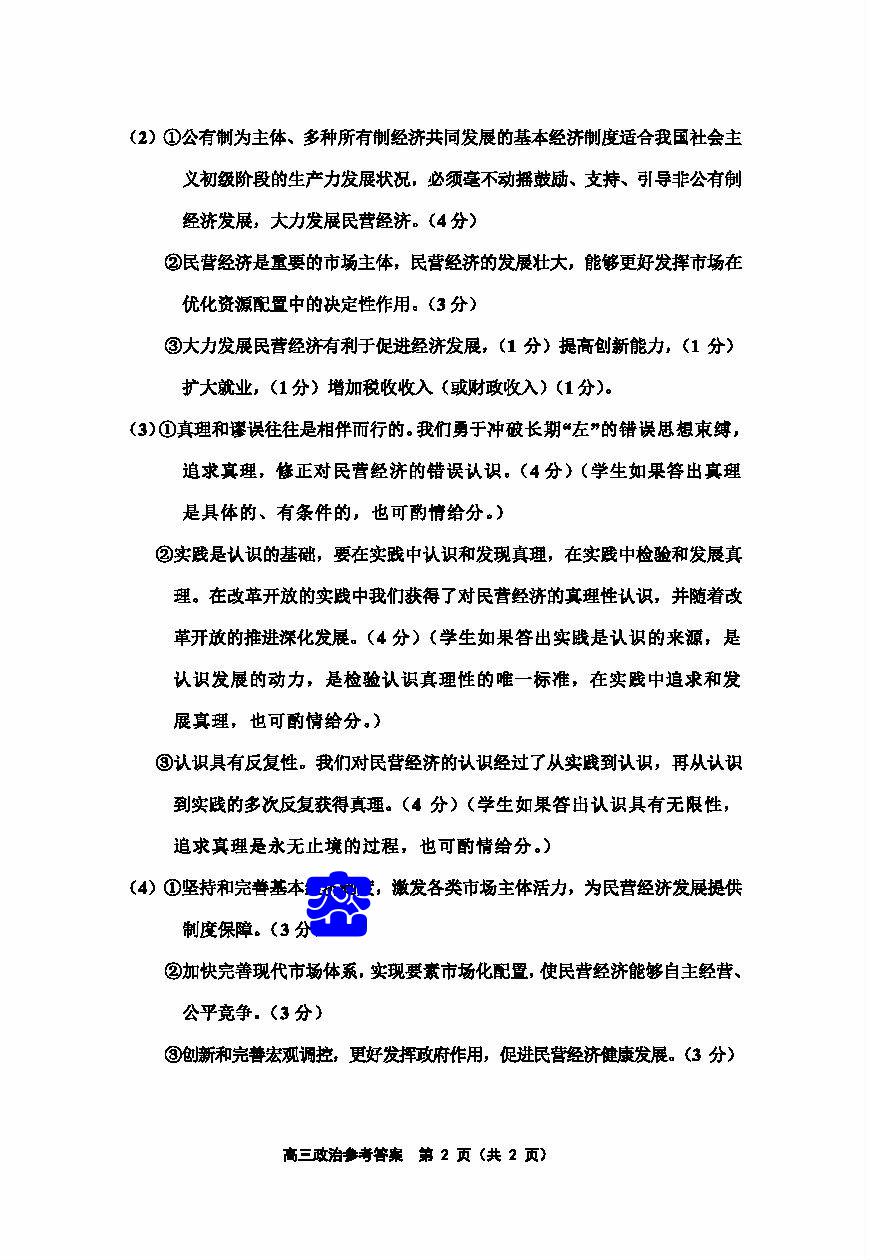 (2)①公有制为主体、多种所有制经济共同发展的基本经济制度适合我国社会主
义初级阶段的生产力发展状况，必须毫不动摇鼓励、支持、引导非公有制
经济发展，大力发展民营经济。(4分)
②民营经济是重要的市场主体，民营经济的发展壮大，能够更好发挥市场在
优化资源配置中的决定性作用。(3分)
③大力发展民营经济有利于促进经济发展，(1 分)提高创新能力，(1 分)
扩大就业，(1分)增加税收收入（或财政收入）(1分)。
(3)①真理和谬误往往是相伴而行的。我们勇于冲破长期“左”的错误思想束缚，
追求真理，修正对民营经济的错误认识。(4分)(学生如果答出真理
是具体的、有条件的，也可酌情给分。)
②实践是认识的基础，要在实践中认识和发现真理，在实践中检验和发展真
理。在改革开放的实践中我们获得了对民营经济的真理性认识，并随着改
革开放的推进深化发展。(4 分)(学生如果答出实践是认识的来源，是
认识发展的动力，是检验认识真理性的唯一标准，在实践中追求和发
展真理，也可酌情给分。)
③认识具有反复性。我们对民营经济的认识经过了从实践到认识，再从认识
到实践的多次反复获得真理。(4 分)(学生如果答出认识具有无限性，
追求真理是永无止境的过程，也可酌情给分。)
(4)①坚持和完善基本，激发各类市场主体活力，为民营经济发展提供
制度保障。(3分
②加快完善现代市场体系，实现要素市场化配置，使民营经济能够自主经营、
公平竞争。(3分)
③创新和完善宏观调控，更好发挥政府作用，促进民营经济健康发展。(3 分)
高三政治参考答案 第 2 页（共 2 页）